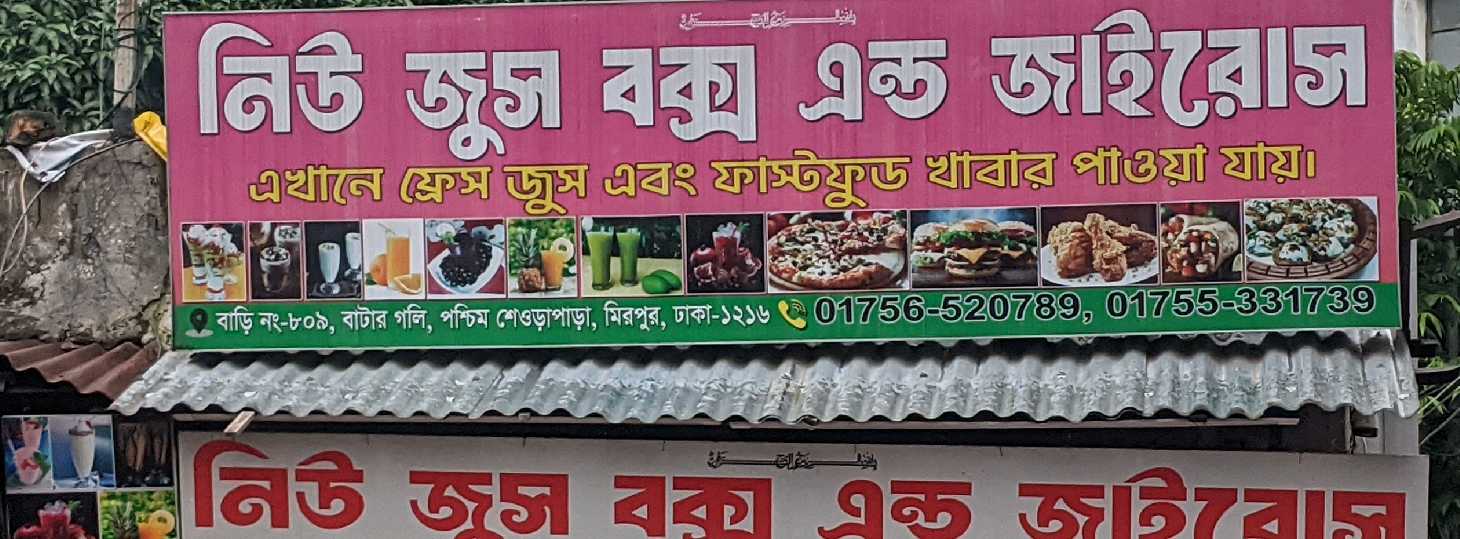 নিউ জুস বক্স এন্ড জাইরোস
এখানে ফ্রেস জুস এবং ফাস্টফুড খাবার পাওয়া যায়।
বাড়ি নং-৮০৯, বাটার গলি, পশ্চিম শেওড়াপাড়া, মিরপুর, ঢাকা-১২১৬ 01756-520789, 01755-331739
নিউ জুস বক্স এন্ড জাইরোস